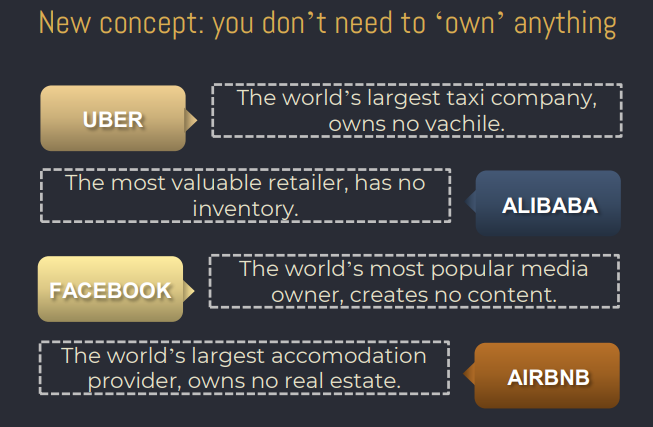 New concept: you don’t need to ‘own’ anything
UBER
The world’s largest taxi company,
owns no vachile.
The most valuable retailer, has no
inventory.
ALIBABA
FACEBOOK
The world’s most popular media
owner, creates no content.
The world’s largest accomodation
provider, owns no real estate.
AIRBNB